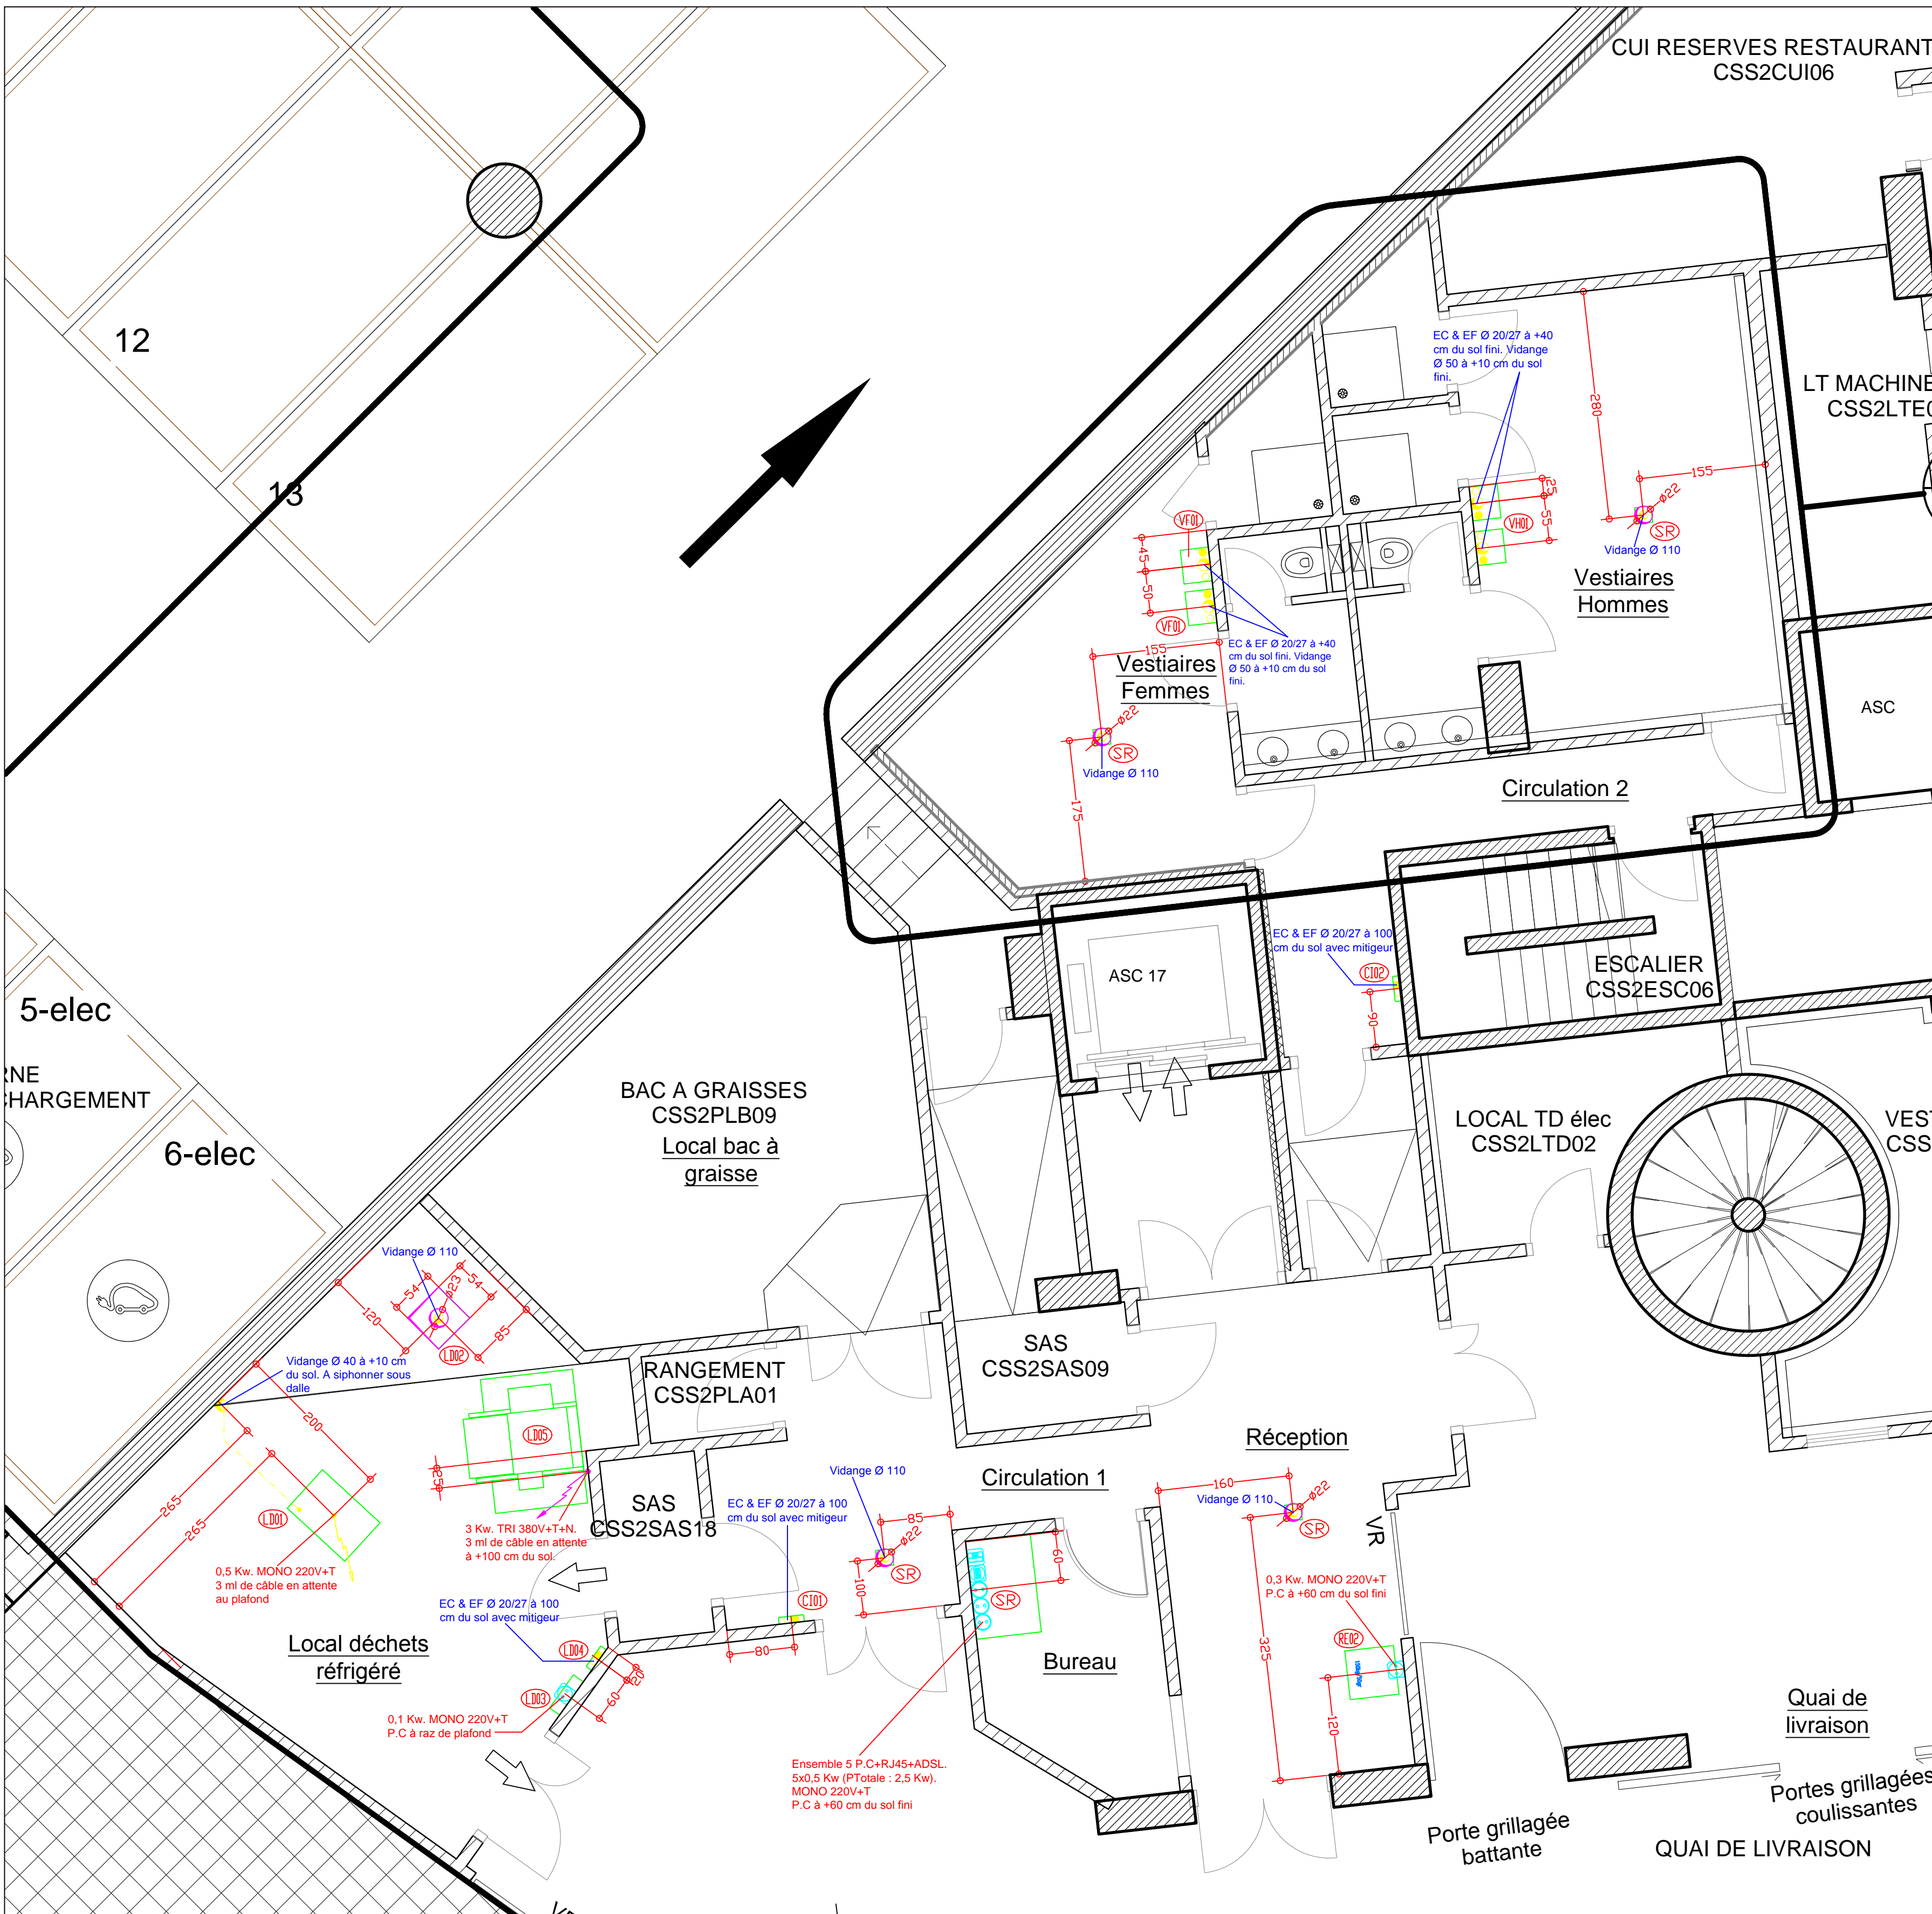 CUI RESERVES RESTAURANT
CSS2CUI06
12
13
EC & EF Ø 20/27 à +40
cm du sol fini. Vidange
Ø 50 à +10 cm du sol
fini.
LT MACHINE
280
155
25
55
VH01
ø22
SR
Vidange Ø 110
Vestiaires
Hommes
VF01
45
50
VF01
EC & EF Ø 20/27 à +40
cm du sol fini. Vidange
Ø 50 à +10 cm du sol
fini.
155
Vestiaires
Femmes
ø22
SR
Vidange Ø 110
175
ASC
Circulation 2
EC & EF Ø 20/27 à 100
cm du sol avec mitigeur
CI02
90
ASC 17
ESCALIER
CSS2ESC06
5-elec
RNE
CHARGEMENT
6-elec
BAC A GRAISSES
CSS2PLB09
Local bac à
graisse
LOCAL TD élec
CSS2LTD02
VEST
CSS
Vidange Ø 110
54
ø23
54
120
85
LD02
Vidange Ø 40 à +10 cm
du sol. A siphonner sous
dalle
200
265
265
LD01
0,5 Kw. MONO 220V+T
3 ml de câble en attente
au plafond
LD05
25
3 Kw. TRI 380V+T+N.
3 ml de câble en attente
à +100 cm du sol.
RANGEMENT
CSS2PLA01
SAS
CSS2SAS09
SAS
CSS2SAS18
EC & EF Ø 20/27 à 100
cm du sol avec mitigeur
Vidange Ø 110
85
ø22
SR
100
CI01
80
Circulation 1
Réception
160
Vidange Ø 110
ø22
SR
VR
60
SR
325
0,3 Kw. MONO 220V+T
P.C à +60 cm du sol fini
RE02
120
EC & EF Ø 20/27 à 100
cm du sol avec mitigeur
LD04
20
LD03
60
Local déchets
réfrigéré
0,1 Kw. MONO 220V+T
P.C à raz de plafond
Bureau
Ensemble 5 P.C+RJ45+ADSL.
5x0,5 Kw (PTotale : 2,5 Kw).
MONO 220V+T
P.C à +60 cm du sol fini
Quai de
livraison
Portes grillagées
coulissantes
Porte grillagée
battante
QUAI DE LIVRAISON